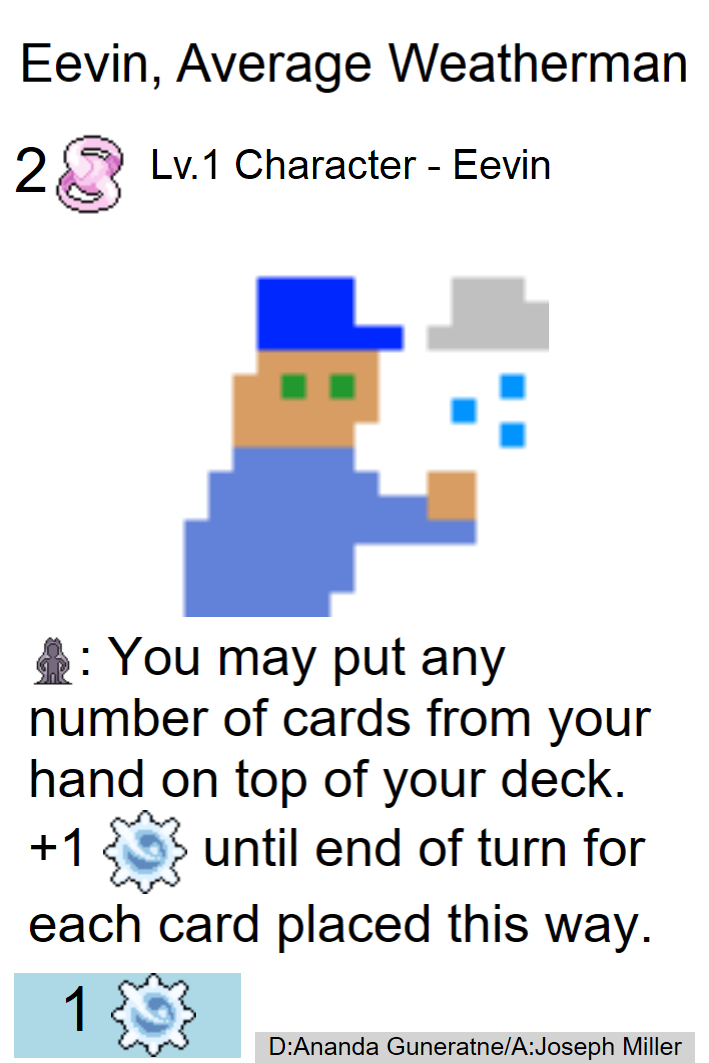 Eevin, Average Weatherman
2 Lv.1 Character - Eevin
: You may put any
number of cards from your
hand on top of your deck.
+1 until end of turn for
each card placed this way.
1
D:Ananda Guneratne/A:Joseph Miller